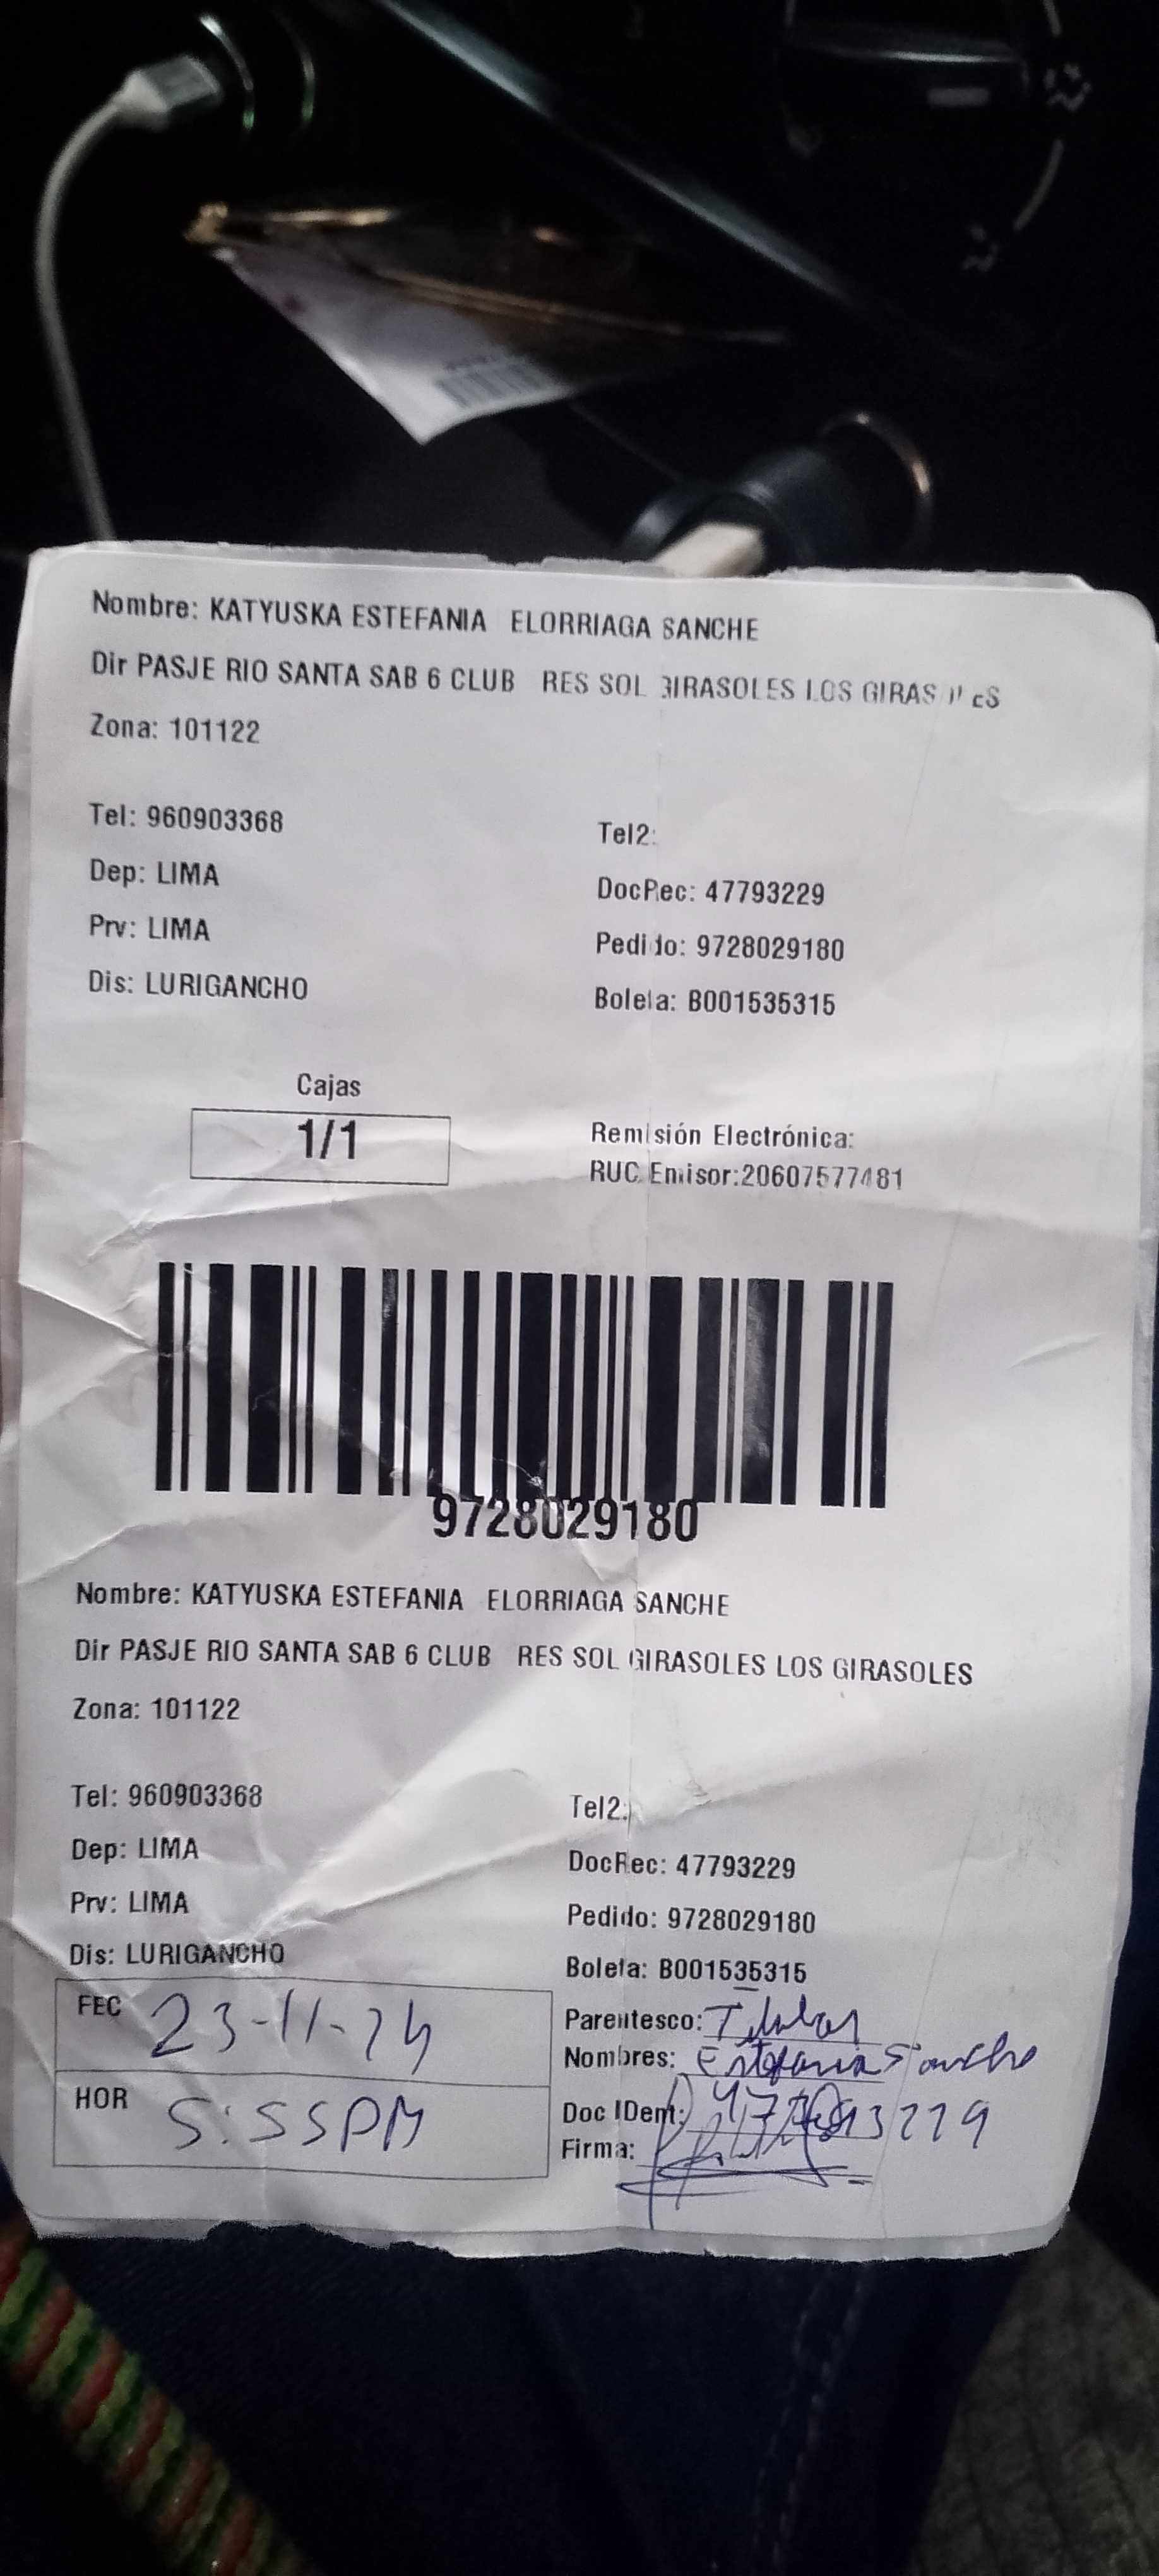 Nombre: KATYUSKA ESTEFANIA ELORRIAGA SANCHE
Dir PASJE RIO SANTA SAB 6 CLUB RES SOL GIRASOLES LOS GIRASOLES
Zona: 101122
Tel: 960903368
Tel2:
Dep: LIMA
DocRec: 47793229
Prv: LIMA
Pedido: 9728029180
Dis: LURIGANCHO
Boleta: B001535315
Cajas
1/1
Remisión Electrónica:
RUC Emisor:20607577481
9728029180
Nombre: KATYUSKA ESTEFANIA ELORRIAGA SANCHE
Dir PASJE RIO SANTA SAB 6 CLUB RES SOL GIRASOLES LOS GIRASOLES
Zona: 101122
Tel: 960903368
Tel2:
Dep: LIMA
DocRec: 47793229
Prv: LIMA
Pedido: 9728029180
Dis: LURIGANCHO
Boleta: B001535315
FEC 23-11-24
Parentesco: Titular
Nombres: Estefania Sanche
HOR 5:55PM
Doc IDent:
Firma: